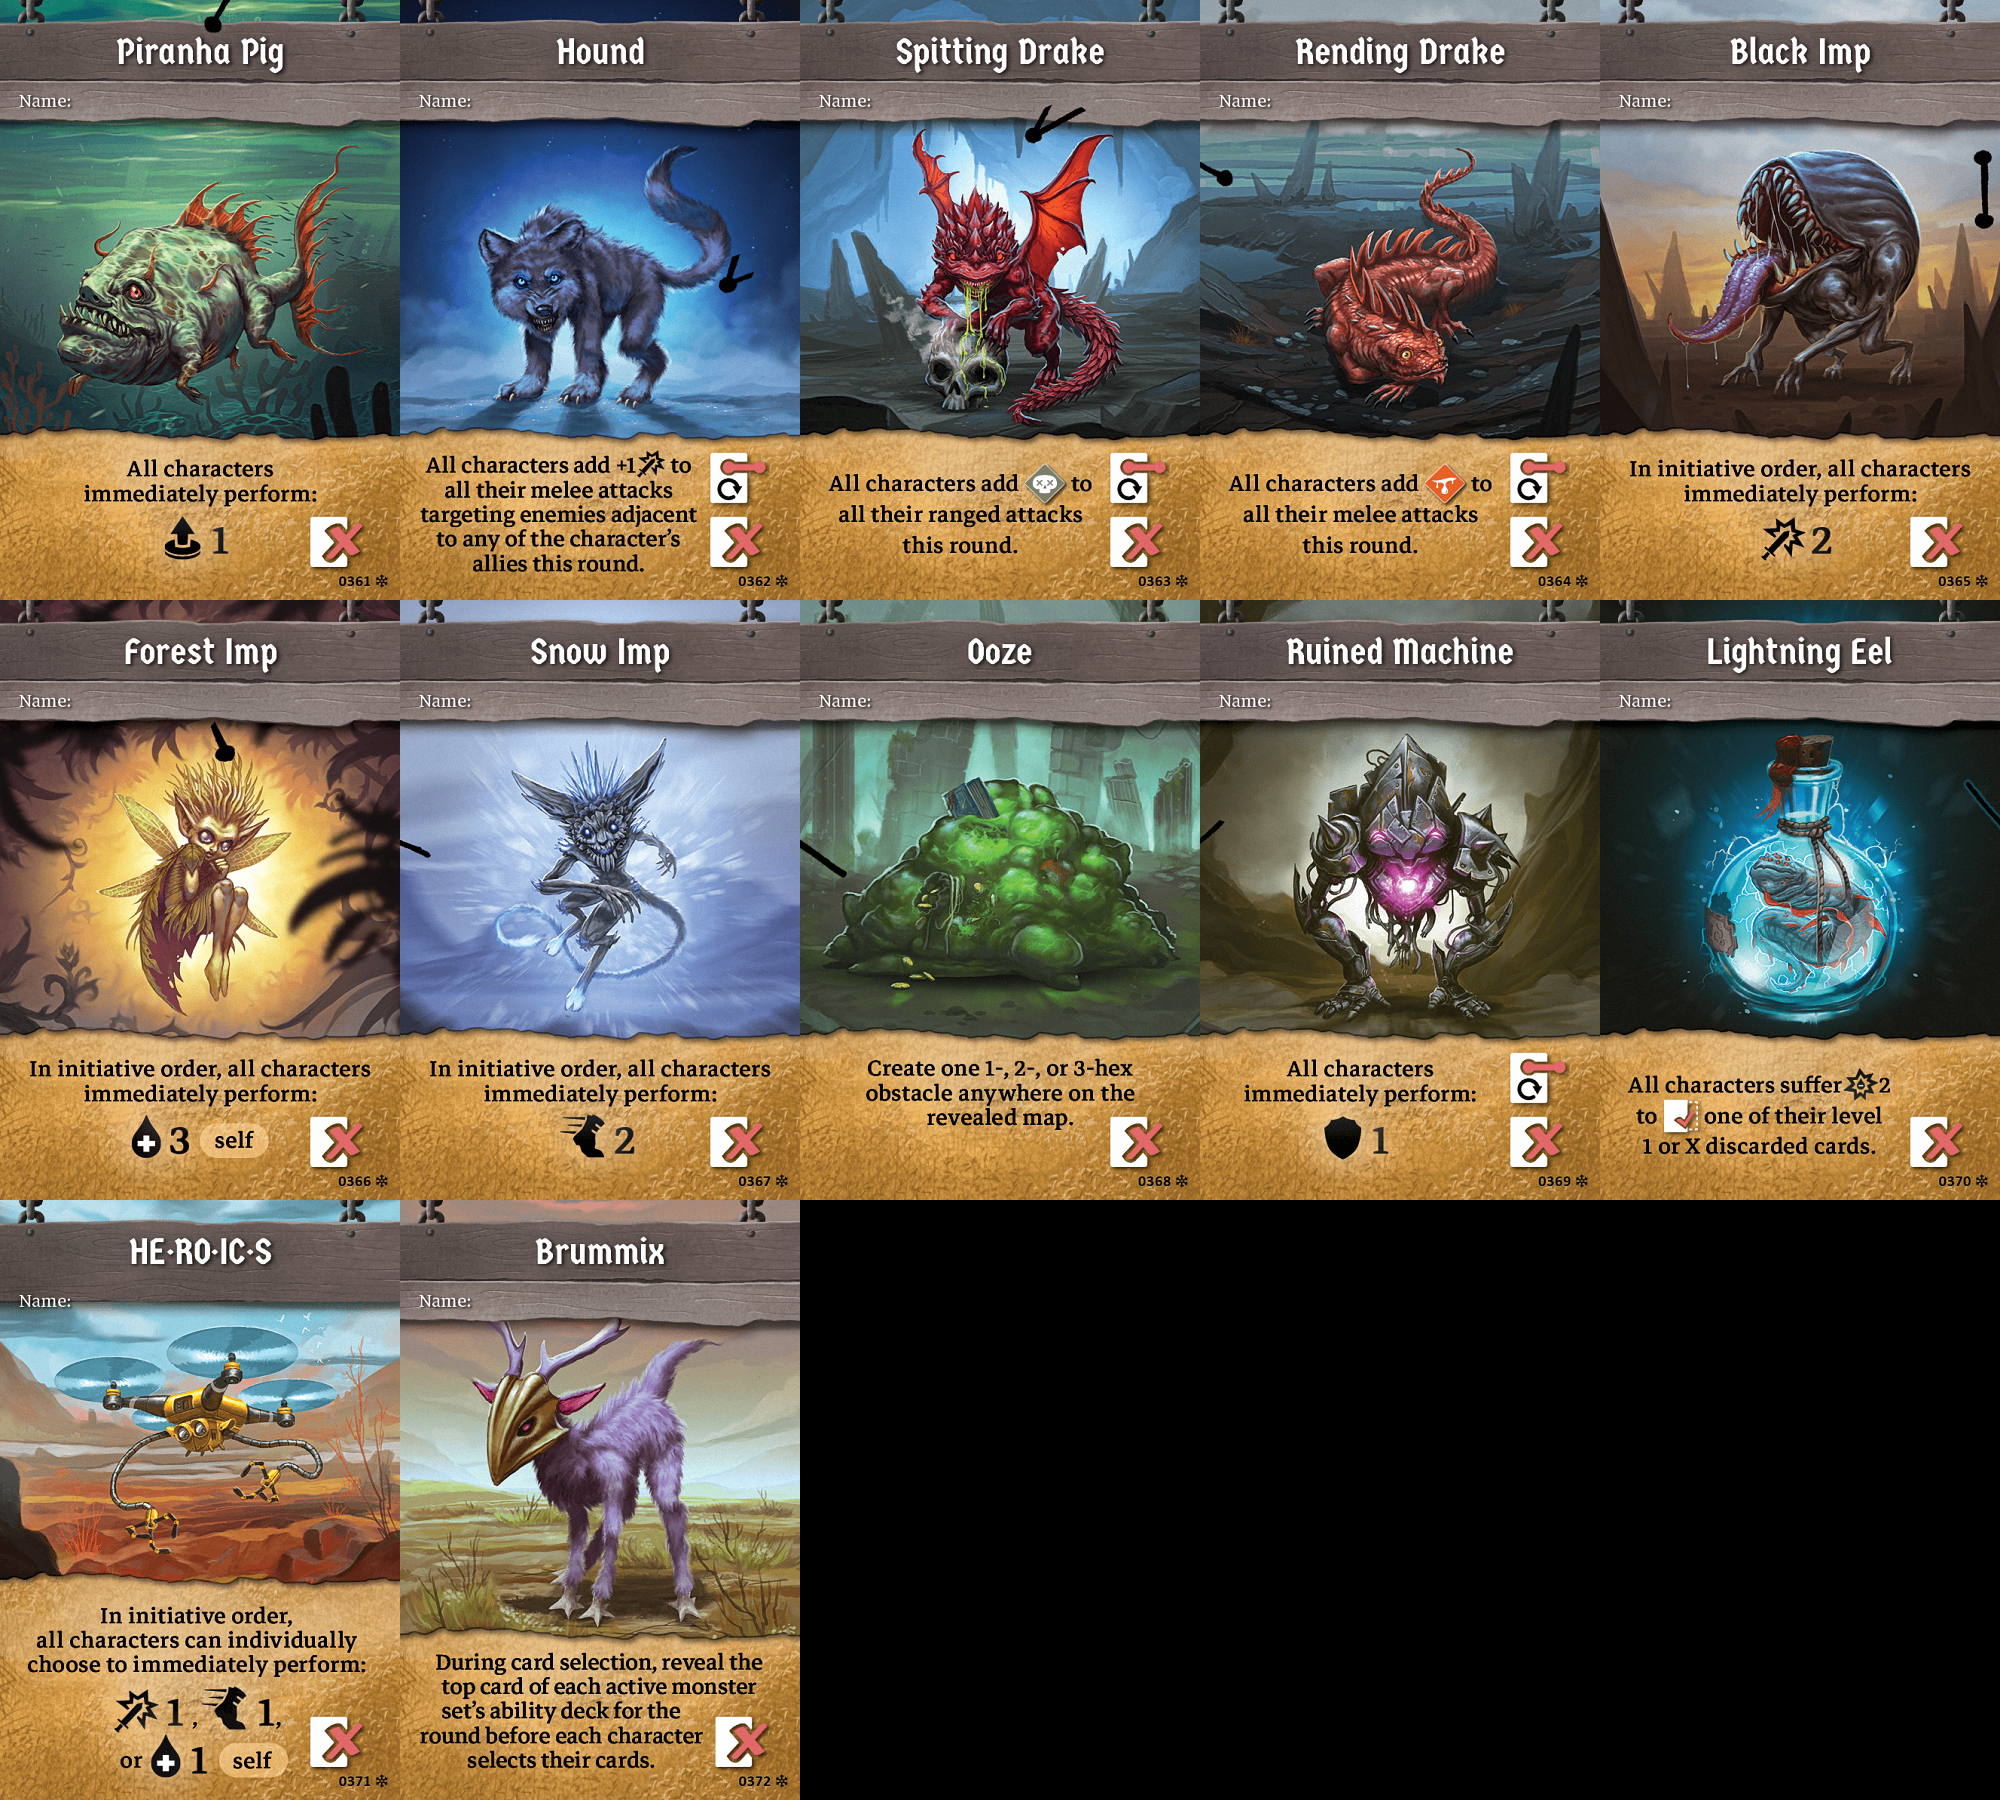 Piranha Pig
Name:
All characters
immediately perform:
1
0361
Hound
Name:
All characters add +1 to
all their melee attacks
targeting enemies adjacent
to any of the character's
allies this round.
0362
Spitting Drake
Name:
All characters add to
all their ranged attacks
this round.
0363
Rending Drake
Name:
All characters add to
all their melee attacks
this round.
0364
Black Imp
Name:
In initiative order, all characters
immediately perform:
2
0365
Forest Imp
Name:
In initiative order, all characters
immediately perform:
3 self
0366
Snow Imp
Name:
In initiative order, all characters
immediately perform:
2
0367
Ooze
Name:
Create one 1-, 2-, or 3-hex
obstacle anywhere on the
revealed map.
0368
Ruined Machine
Name:
All characters
immediately perform:
1
0369
Lightning Eel
Name:
All characters suffer 2
to one of their level
1 or X discarded cards.
0370
HE·RO·IC·S
Name:
In initiative order,
all characters can individually
choose to immediately perform:
1, 1,
or 1 self
0371
Brummix
Name:
During card selection, reveal the
top card of each active monster
set's ability deck for the
round before each character
selects their cards.
0372